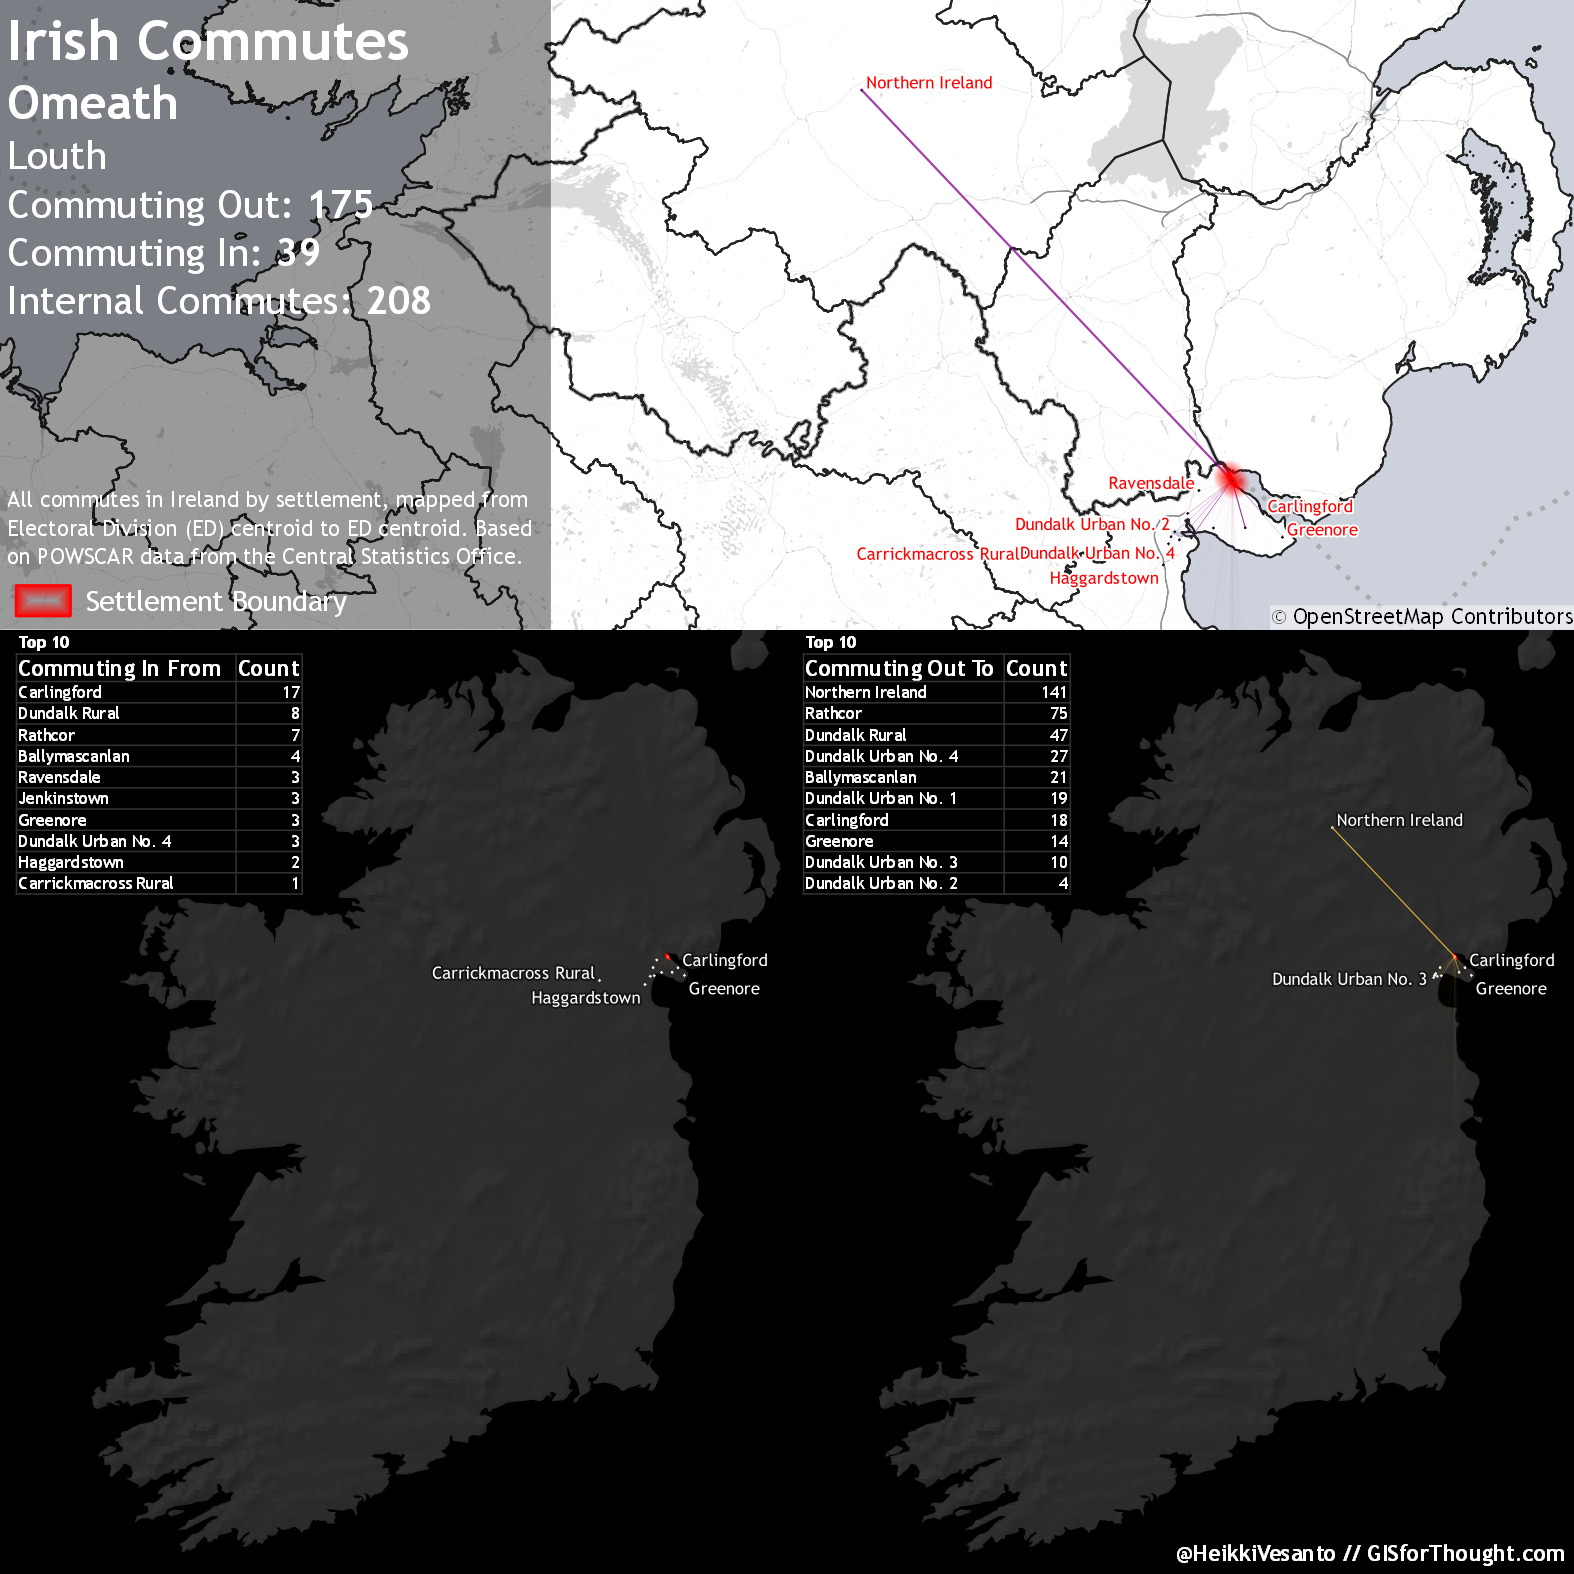 Irish Commutes
Omeath
Louth
Commuting Out: 175
Commuting In: 39
Internal Commutes: 208
All commutes in Ireland by settlement, mapped from
Electoral Division (ED) centroid to ED centroid. Based
on POWSCAR data from the Central Statistics Office.
Settlement Boundary
Northern Ireland
Ravensdale
Carlingford
Dundalk Urban No. 2
Greenore
Carrickmacross Rural
Dundalk Urban No. 4
Haggardstown
© OpenStreetMap Contributors
Top 10
Commuting In From Count
Carlingford 17
Dundalk Rural 8
Rathcor 7
Ballymascanlan 4
Ravensdale 3
Jenkinstown 3
Greenore 3
Dundalk Urban No. 4 3
Haggardstown 2
Carrickmacross Rural 1
Carlingford
Carrickmacross Rural
Greenore
Haggardstown
Top 10
Commuting Out To Count
Northern Ireland 141
Rathcor 75
Dundalk Rural 47
Dundalk Urban No. 4 27
Ballymascanlan 21
Dundalk Urban No. 1 19
Carlingford 18
Greenore 14
Dundalk Urban No. 3 10
Dundalk Urban No. 2 4
Northern Ireland
Carlingford
Dundalk Urban No. 3
Greenore
@HeikkiVesanto // GISforThought.com